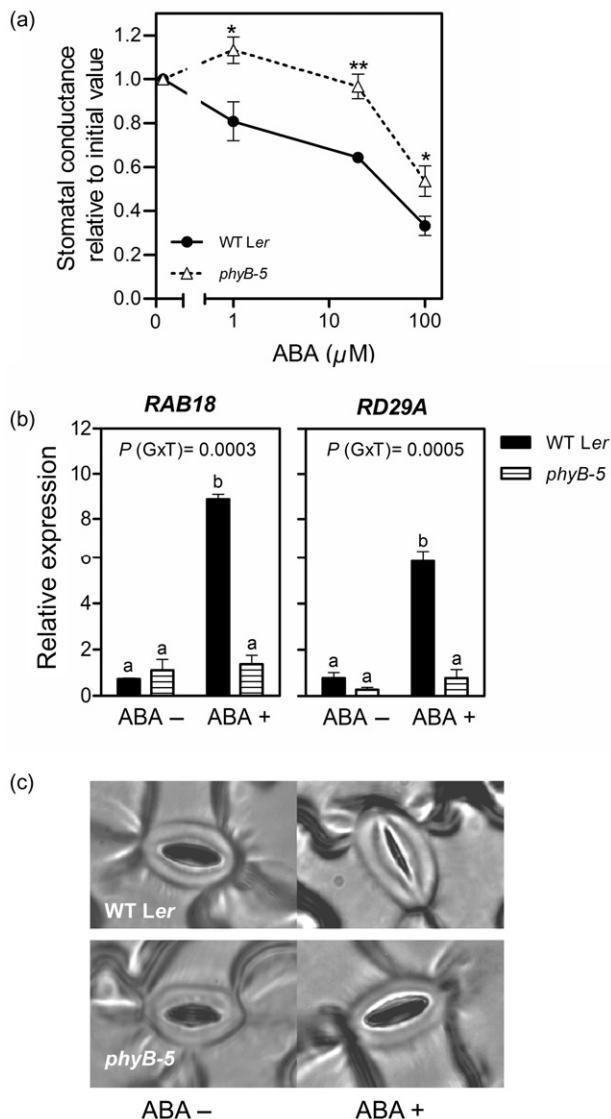 (a)
Stomatal conductance
relative to initial value
1.2
1.0
0.8
0.6
0.4
0.2
0.0
*
**
*
WT Ler
phyB-5
0
1
10
100
ABA (µM)
(b)
RAB18
RD29A
Relative expression
12
10
8
6
4
2
0
P (GxT)= 0.0003
a
a
b
a
P (GxT)= 0.0005
a
a
b
a
WT Ler
phyB-5
ABA –
ABA +
ABA –
ABA +
(c)
WT Ler
phyB-5
ABA –
ABA +